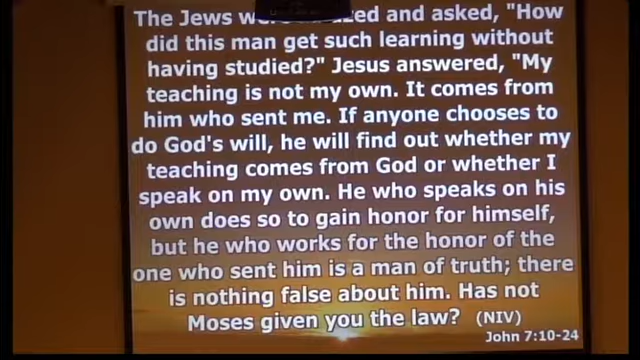 The Jews and asked, "How
did this man get such learning without
having studied?" Jesus answered, "My
teaching is not my own. It comes from
him who sent me. If anyone chooses to
do God's will, he will find out whether my
teaching comes from God or whether I
speak on my own. He who speaks on his
own does so to gain honor for himself,
but he who works for the honor of the
one who sent him is a man of truth; there
is nothing false about him. Has not
Moses given you the law? (NIV)
John 7:10-24